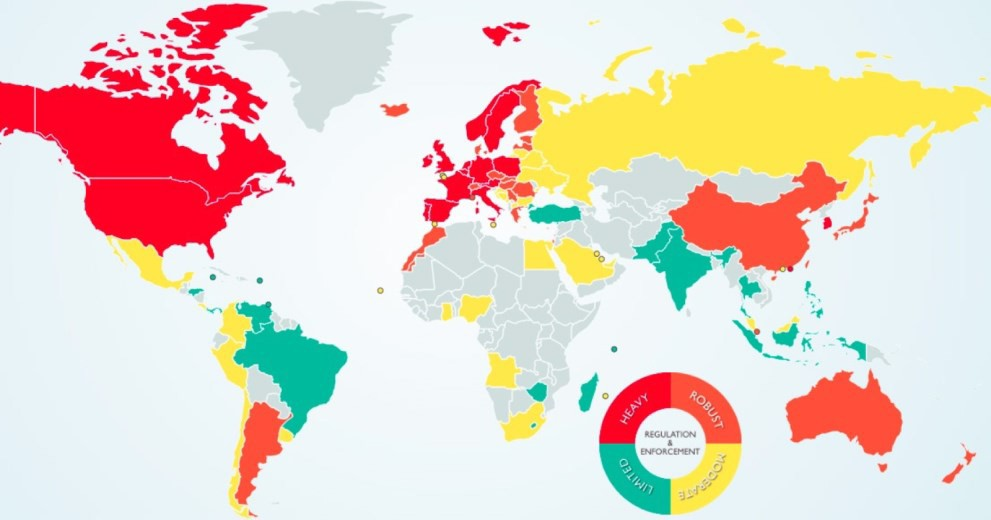 HEAVY
ROBUST
REGULATION
&
ENFORCEMENT
LIMITED
MODERATE